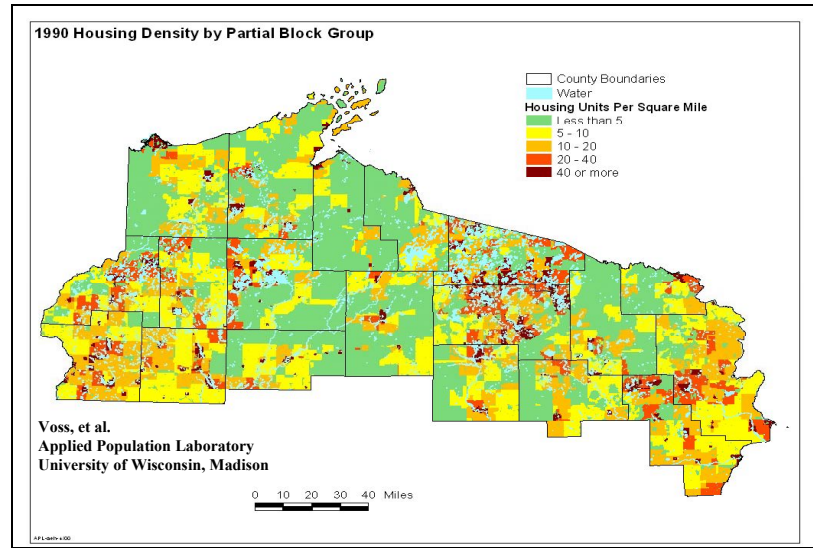 1990 Housing Density by Partial Block Group
County Boundaries
Water
Housing Units Per Square Mile
Less than 5
5 - 10
10 - 20
20 - 40
40 or more
Voss, et al.
Applied Population Laboratory
University of Wisconsin, Madison
0 10 20 30 40 Miles